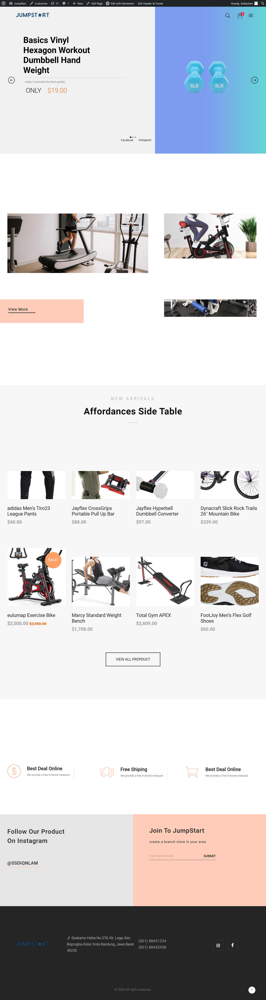 JumpStart Customize 21 0 New Edit Page Edit with Elementor Edit Header & Footer Howdy, Ssdiqnlam
JUMPST★RT
2
Basics Vinyl
Hexagon Workout
Dumbbell Hand
Weight
ready to provide the best quality
ONLY $19.00
5LB 5LB
Facebook Instagram
View More
NEW ARRIVALS
Affordances Side Table
adidas Men's Tiro23
League Pants
$40.00
Jayflex CrossGrips
Portable Pull Up Bar
$88.00
Jayflex Hyperbell
Dumbbell Converter
$97.00
Dynacraft Slick Rock Trails
26" Mountain Bike
$339.00
SALE!
eulumap Exercise Bike
$2,000.00 $2,050.00
Marcy Standard Weight
Bench
$1,708.00
Total Gym APEX
$2,609.00
FJ FLEX
FootJoy Men's Flex Golf
Shoes
$60.00
VIEW ALL PROPDUCT
Best Deal Online
We provide a free in-home measure
Free Shiping
We provide a free in-home measure
Best Deal Online
We provide a free in-home measure
Follow Our Product
On Instagram
@SSDIQNLAM
Join To JumpStart
create a branch store in your area
Insert your Email SUBMIT
JUMPST★RT
Jl. Soekarno Hatta No.378, Kb. Lega, Kec.
Bojongloa Kidul, Kota Bandung, Jawa Barat
40235
(001) 88451234
(001) 88455438
© 2023 All rights reserved.